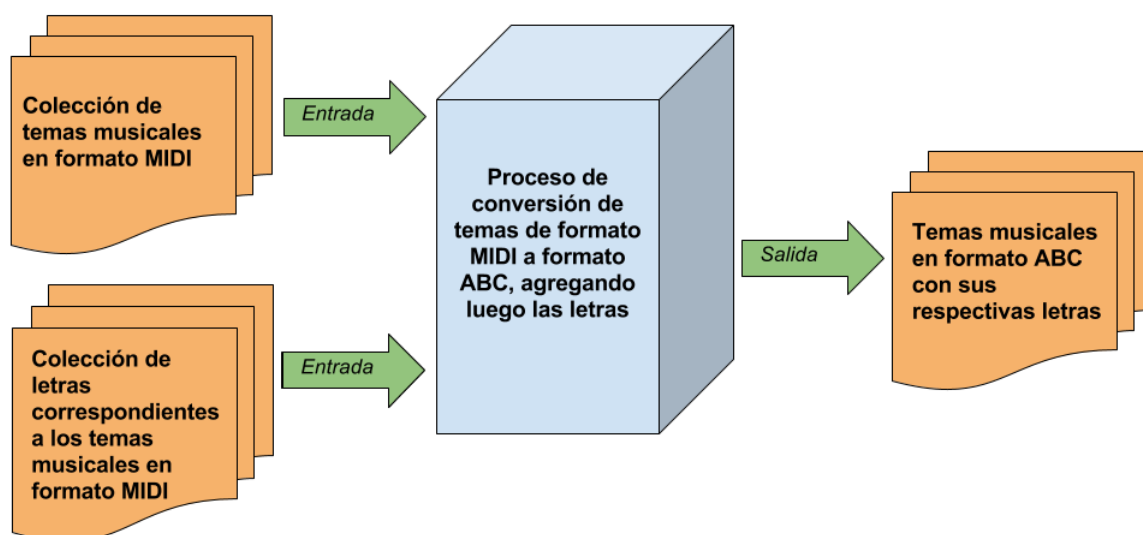 Colección de
temas musicales
en formato MIDI
Entrada
Colección de
letras
correspondientes
a los temas
musicales en
formato MIDI
Entrada
Proceso de
conversión de
temas de formato
MIDI a formato
ABC, agregando
luego las letras
Salida
Temas musicales
en formato ABC
con sus
respectivas letras